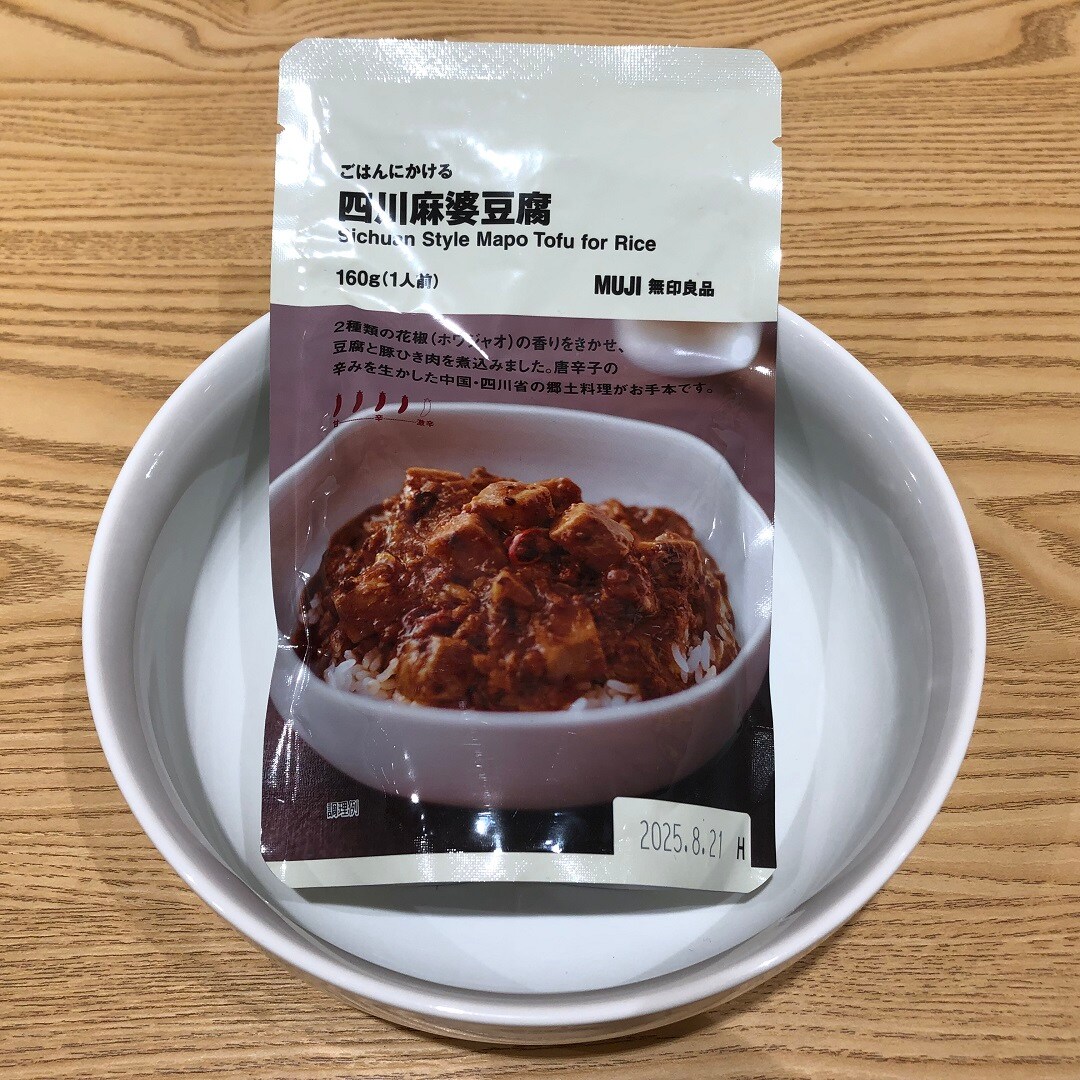 ごはんにかける
四川麻婆豆腐
Sichuan Style Mapo Tofu for Rice
160g(1人前)
MUJI 無印良品
2種類の花椒(ホワジャオ)の香りをきかせ、
豆腐と豚ひき肉を煮込みました。唐辛子の
辛みを生かした中国・四川省の郷土料理がお手本です。
甘 辛 激辛
調理例
2025.8.21 H